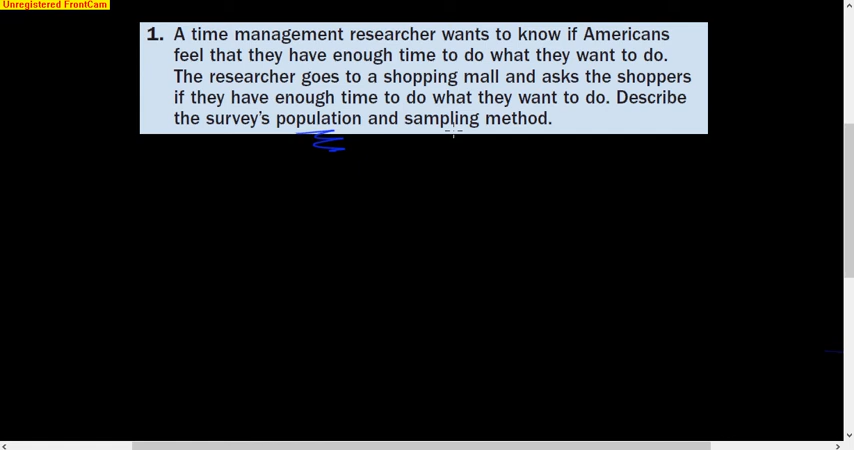 Unregistered FrontCam
1. A time management researcher wants to know if Americans
feel that they have enough time to do what they want to do.
The researcher goes to a shopping mall and asks the shoppers
if they have enough time to do what they want to do. Describe
the survey's population and sampling method.